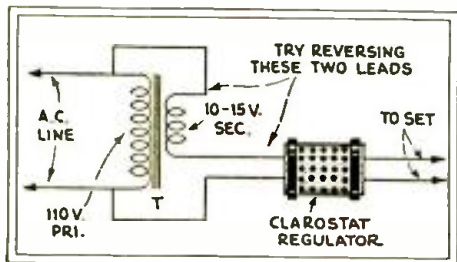 TRY REVERSING
THESE TWO LEADS
A.C.
LINE
10-15 V.
SEC.
TO SET
110 V.
PRI.
T
CLAROSTAT
REGULATOR